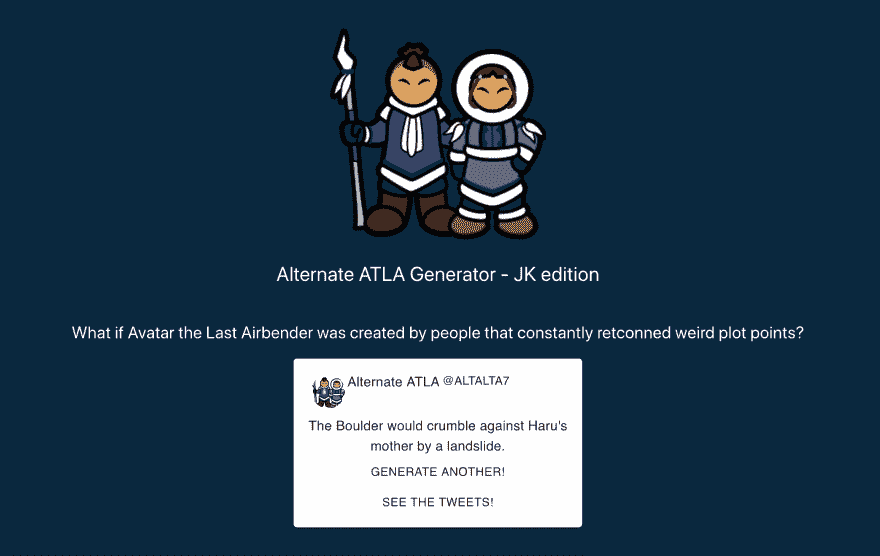 Alternate ATLA Generator - JK edition
What if Avatar the Last Airbender was created by people that constantly retconned weird plot points?
Alternate ATLA @ALTALTA7
The Boulder would crumble against Haru's
mother by a landslide.
GENERATE ANOTHER!
SEE THE TWEETS!